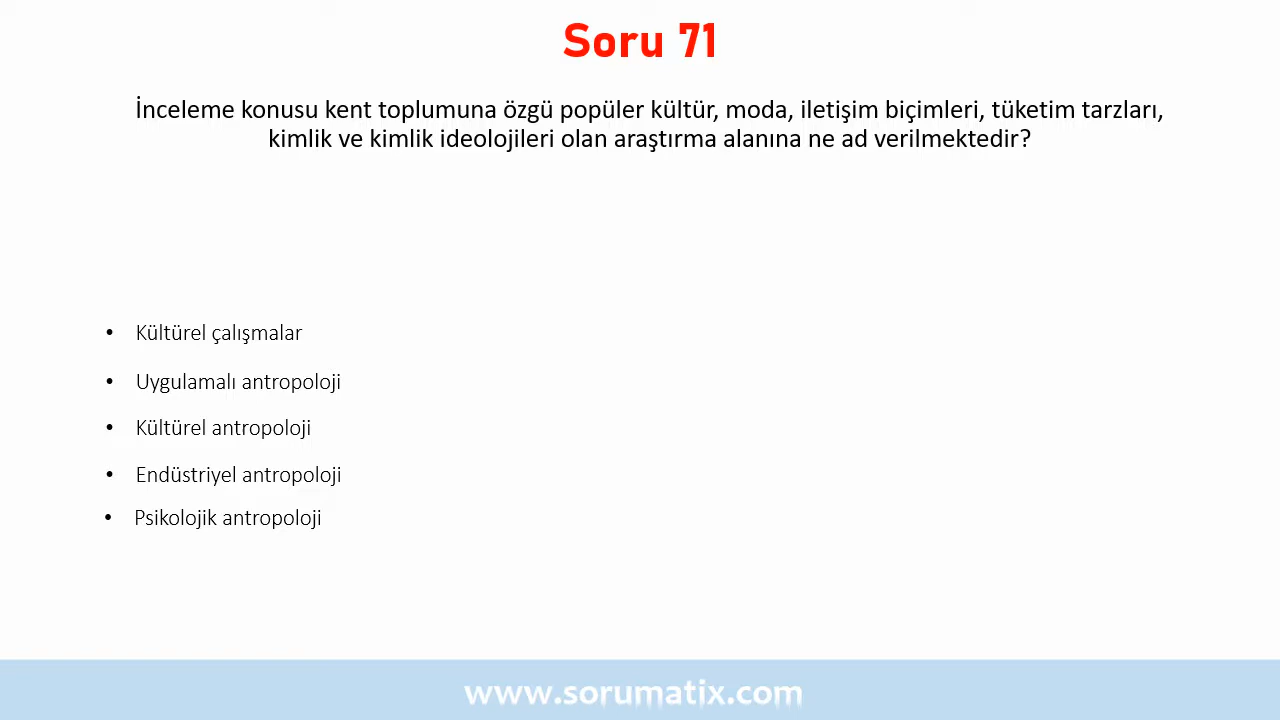 Soru 71
İnceleme konusu kent toplumuna özgü popüler kültür, moda, iletişim biçimleri, tüketim tarzları,
kimlik ve kimlik ideolojileri olan araştırma alanına ne ad verilmektedir?
• Kültürel çalışmalar
• Uygulamalı antropoloji
• Kültürel antropoloji
• Endüstriyel antropoloji
• Psikolojik antropoloji
www.sorumatix.com